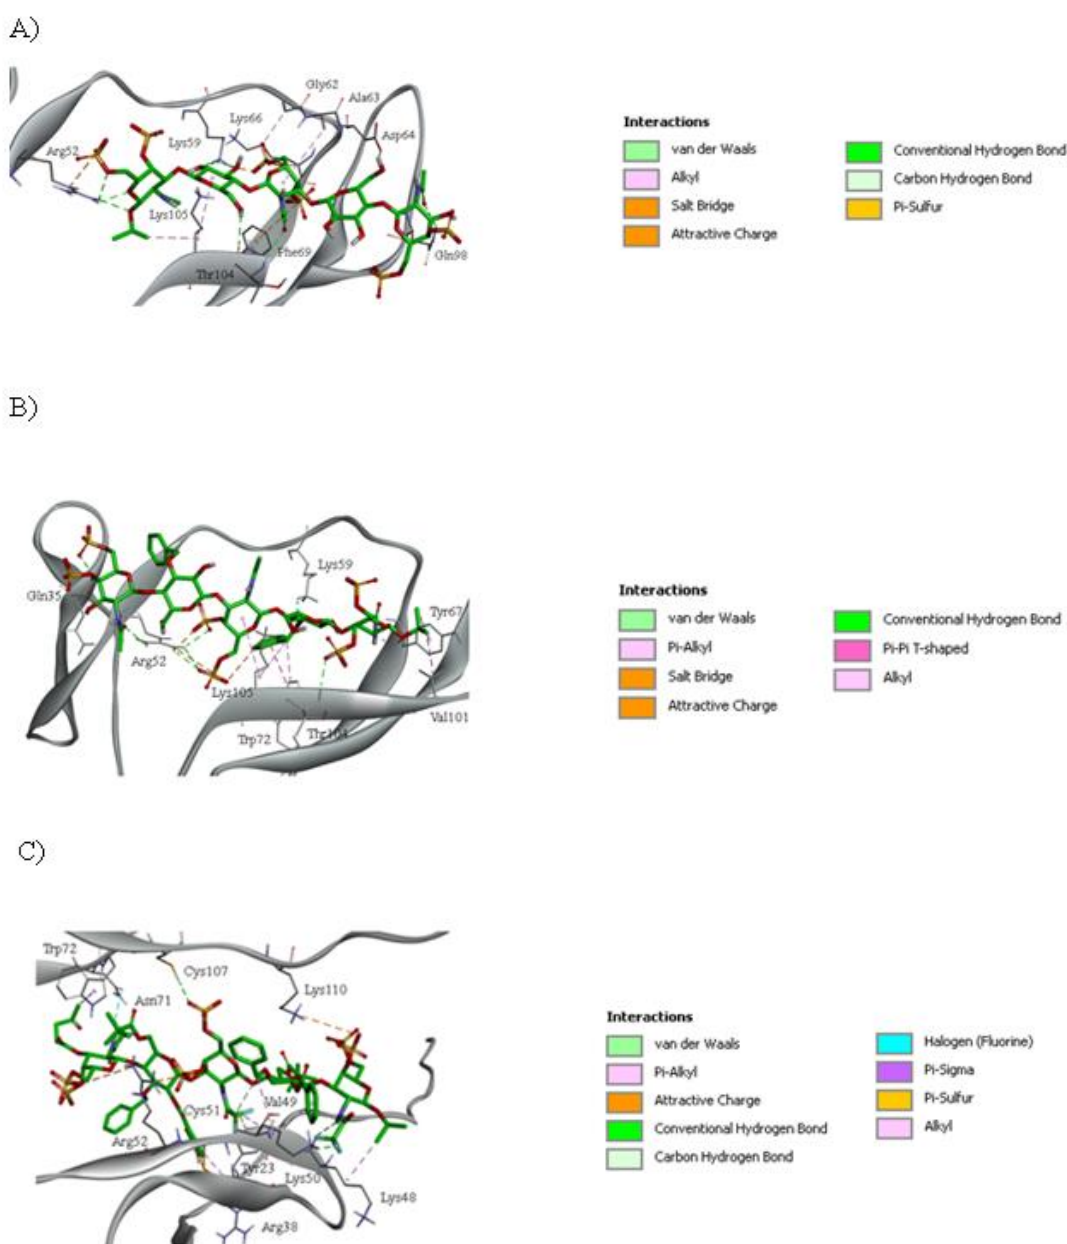 A)
Gly62
Ala63
Lys66
Asp64
Lys59
Arg52
Lys105
Phe69
Gln98
Thr104
Interactions
van der Waals
Conventional Hydrogen Bond
Alkyl
Carbon Hydrogen Bond
Salt Bridge
Pi-Sulfur
Attractive Charge
B)
Lys59
Gln35
Tyr67
Arg52
Lys105
Val101
Trp72
Thr104
Interactions
van der Waals
Conventional Hydrogen Bond
Pi-Alkyl
Pi-Pi T-shaped
Salt Bridge
Alkyl
Attractive Charge
C)
Trp72
Cys107
Asn71
Lys110
Cys51
Val49
Arg52
Tyr23
Lys50
Lys48
Arg38
Interactions
van der Waals
Halogen (Fluorine)
Pi-Alkyl
Pi-Sigma
Attractive Charge
Pi-Sulfur
Conventional Hydrogen Bond
Alkyl
Carbon Hydrogen Bond